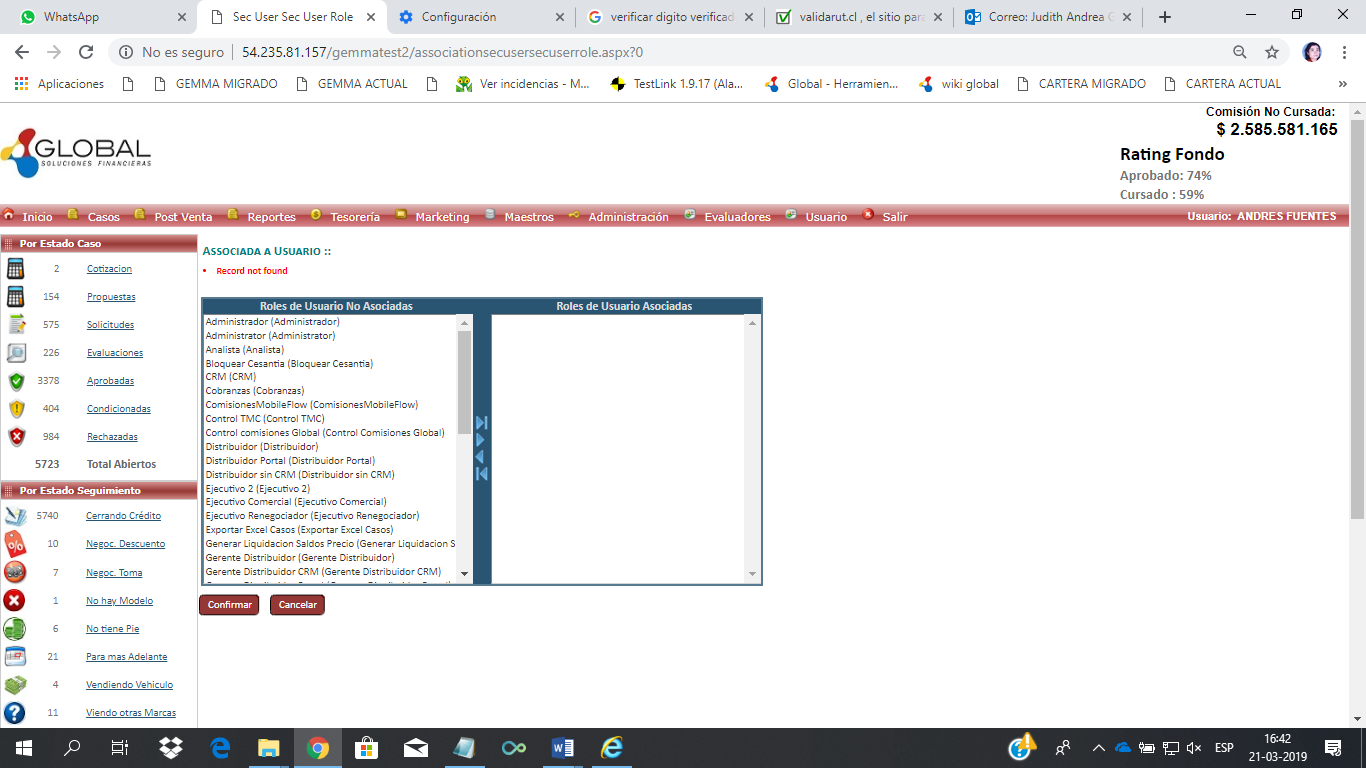 WhatsApp
Sec User Sec User Role
Configuración
verificar digito verificad
validarut.cl , el sitio para
Correo: Judith Andrea G
No es seguro | 54.235.81.157/gemmatest2/associationsecusersecuserrole.aspx?0
Aplicaciones
GEMMA MIGRADO
GEMMA ACTUAL
Ver incidencias - M...
TestLink 1.9.17 (Ala...
Global - Herramien...
wiki global
CARTERA MIGRADO
CARTERA ACTUAL
»
GLOBAL
SOLUCIONES FINANCIERAS
Comisión No Cursada:
$ 2.585.581.165
Rating Fondo
Aprobado: 74%
Cursado : 59%
Inicio Casos Post Venta Reportes Tesorería Marketing Maestros Administración Evaluadores Usuario Salir Usuario: ANDRES FUENTES
Por Estado Caso
2 Cotizacion
154 Propuestas
575 Solicitudes
226 Evaluaciones
3378 Aprobadas
404 Condicionadas
984 Rechazadas
5723 Total Abiertos
Por Estado Seguimiento
5740 Cerrando Crédito
10 Negoc. Descuento
7 Negoc. Toma
1 No hay Modelo
6 No tiene Pie
21 Para mas Adelante
4 Vendiendo Vehiculo
11 Viendo otras Marcas
ASSOCIADA A USUARIO ::
• Record not found
Roles de Usuario No Asociadas
Roles de Usuario Asociadas
Administrador (Administrador)
Administrator (Administrator)
Analista (Analista)
Bloquear Cesantía (Bloquear Cesantía)
CRM (CRM)
Cobranzas (Cobranzas)
ComisionesMobileFlow (ComisionesMobileFlow)
Control TMC (Control TMC)
Control comisiones Global (Control Comisiones Global)
Distribuidor (Distribuidor)
Distribuidor Portal (Distribuidor Portal)
Distribuidor sin CRM (Distribuidor sin CRM)
Ejecutivo 2 (Ejecutivo 2)
Ejecutivo Comercial (Ejecutivo Comercial)
Ejecutivo Renegociador (Ejecutivo Renegociador)
Exportar Excel Casos (Exportar Excel Casos)
Generar Liquidacion Saldos Precio (Generar Liquidacion S
Gerente Distribuidor (Gerente Distribuidor)
Gerente Distribuidor CRM (Gerente Distribuidor CRM)
Confirmar
Cancelar
ESP
16:42
21-03-2019